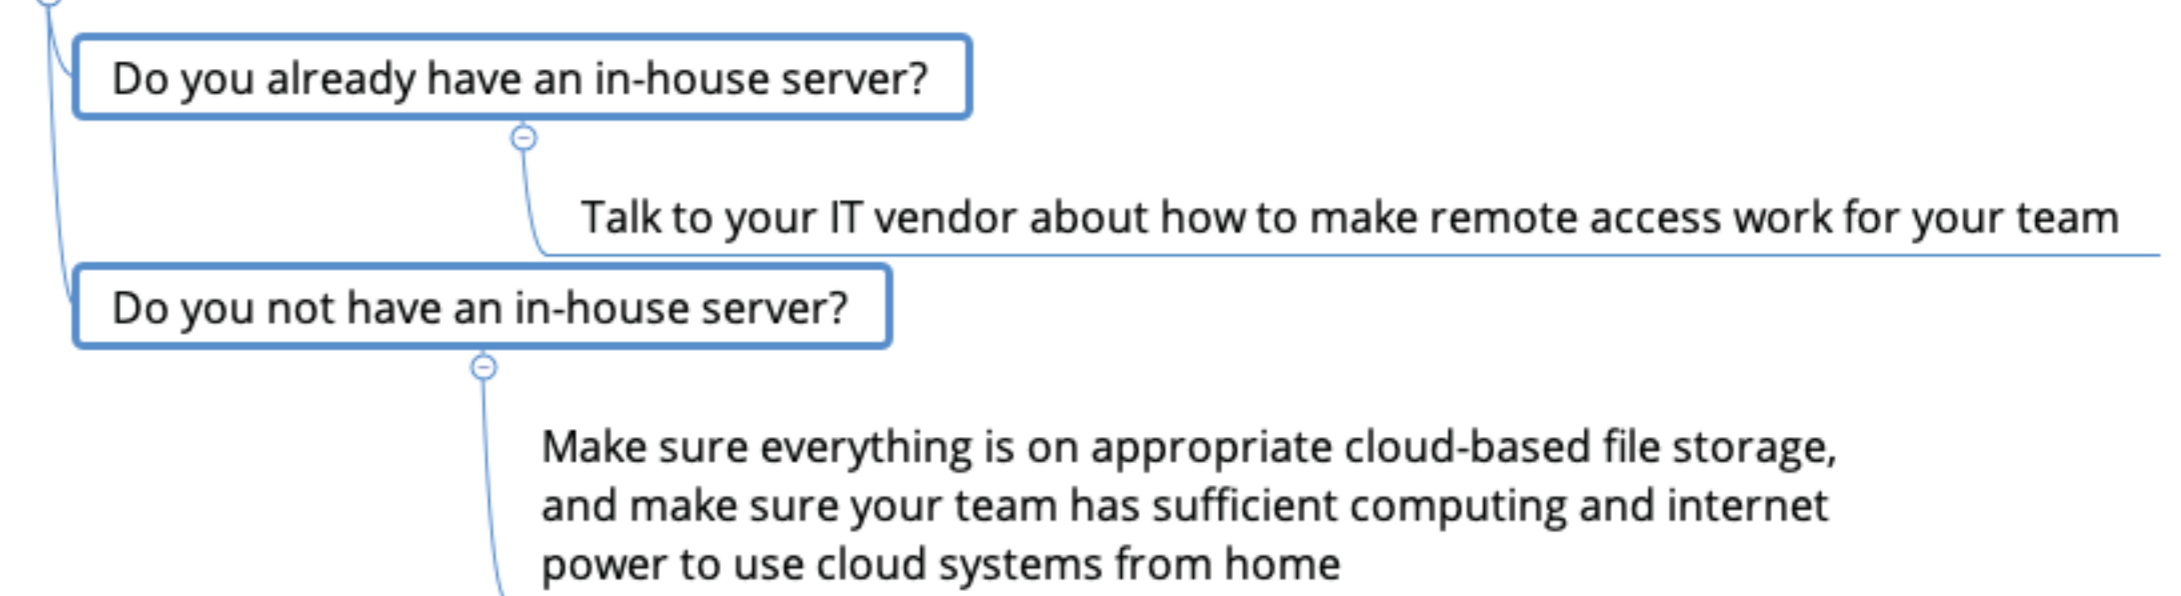 Do you already have an in-house server?
Talk to your IT vendor about how to make remote access work for your team
Do you not have an in-house server?
Make sure everything is on appropriate cloud-based file storage,
and make sure your team has sufficient computing and internet
power to use cloud systems from home